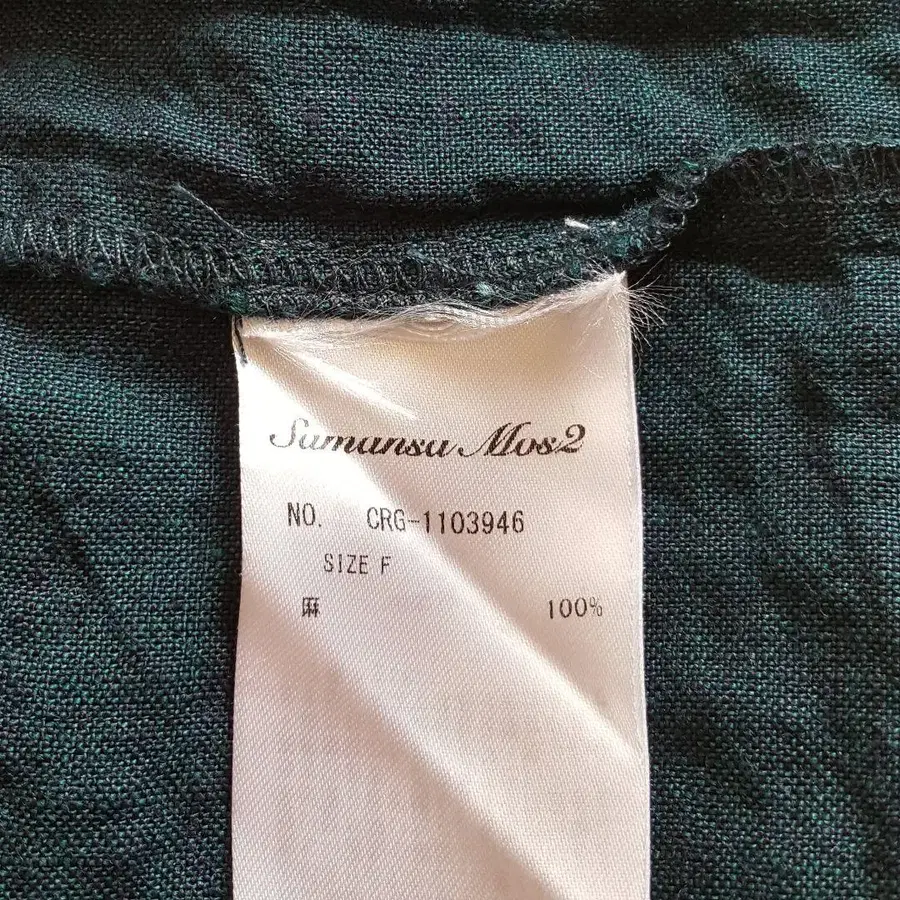 Samansa Mos2
NO. CRG-1103946
SIZE F
麻 100%